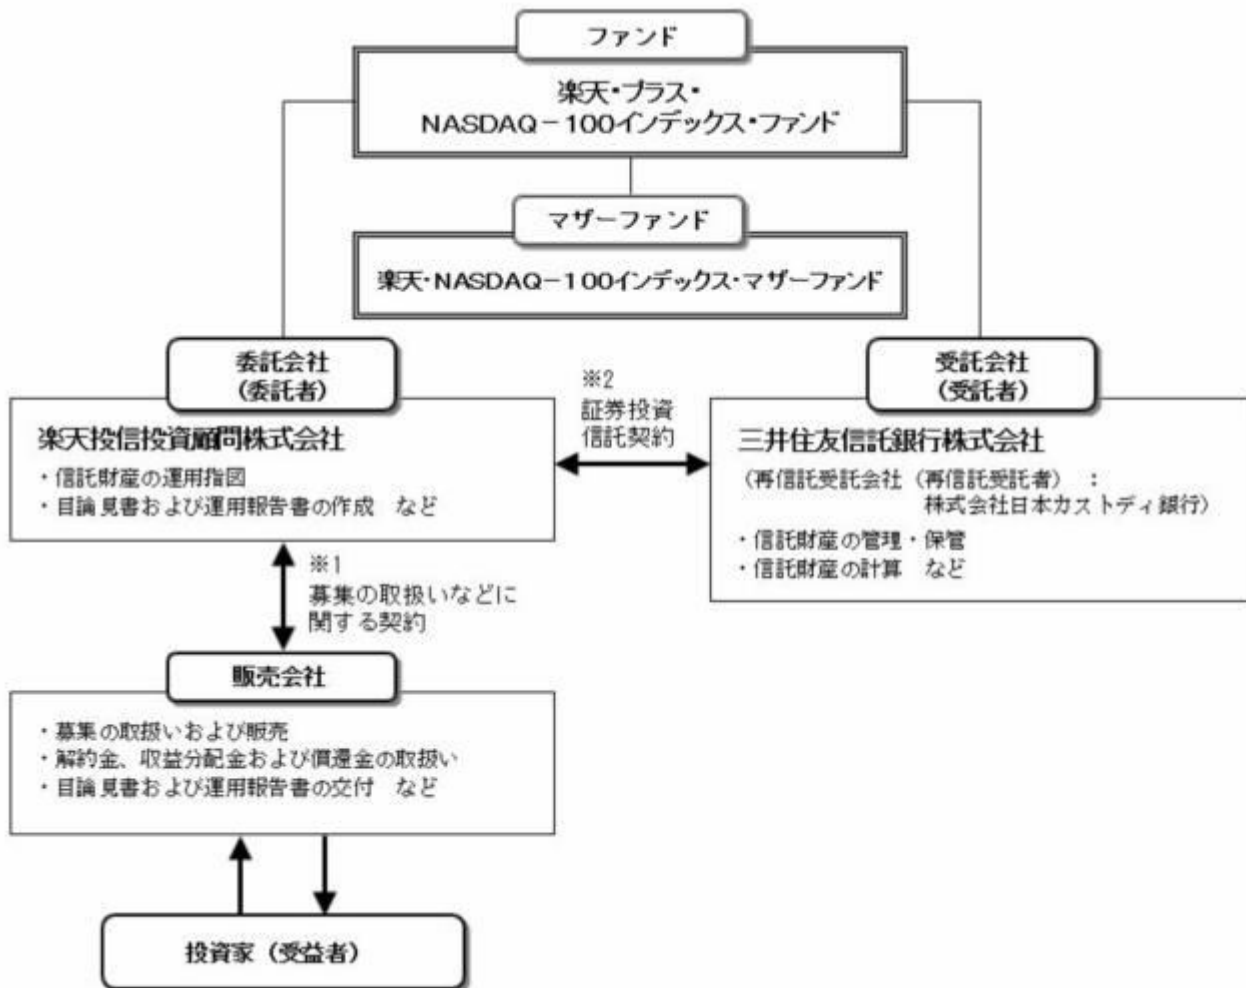 ファンド
楽天・プラス・
NASDAQ－100インデックス・ファンド
マザーファンド
楽天・NASDAQ－100インデックス・マザーファンド
委託会社
（委託者）
楽天投信投資顧問株式会社
・信託財産の運用指図
・目論見書および運用報告書の作成　など
※2
証券投資
信託契約
受託会社
（受託者）
三井住友信託銀行株式会社
（再信託受託会社（再信託受託者）　：
株式会社日本カストディ銀行）
・信託財産の管理・保管
・信託財産の計算　など
※1
募集の取扱いなどに
関する契約
販売会社
・募集の取扱いおよび販売
・解約金、収益分配金および償還金の取扱い
・目論見書および運用報告書の交付　など
投資家（受益者）